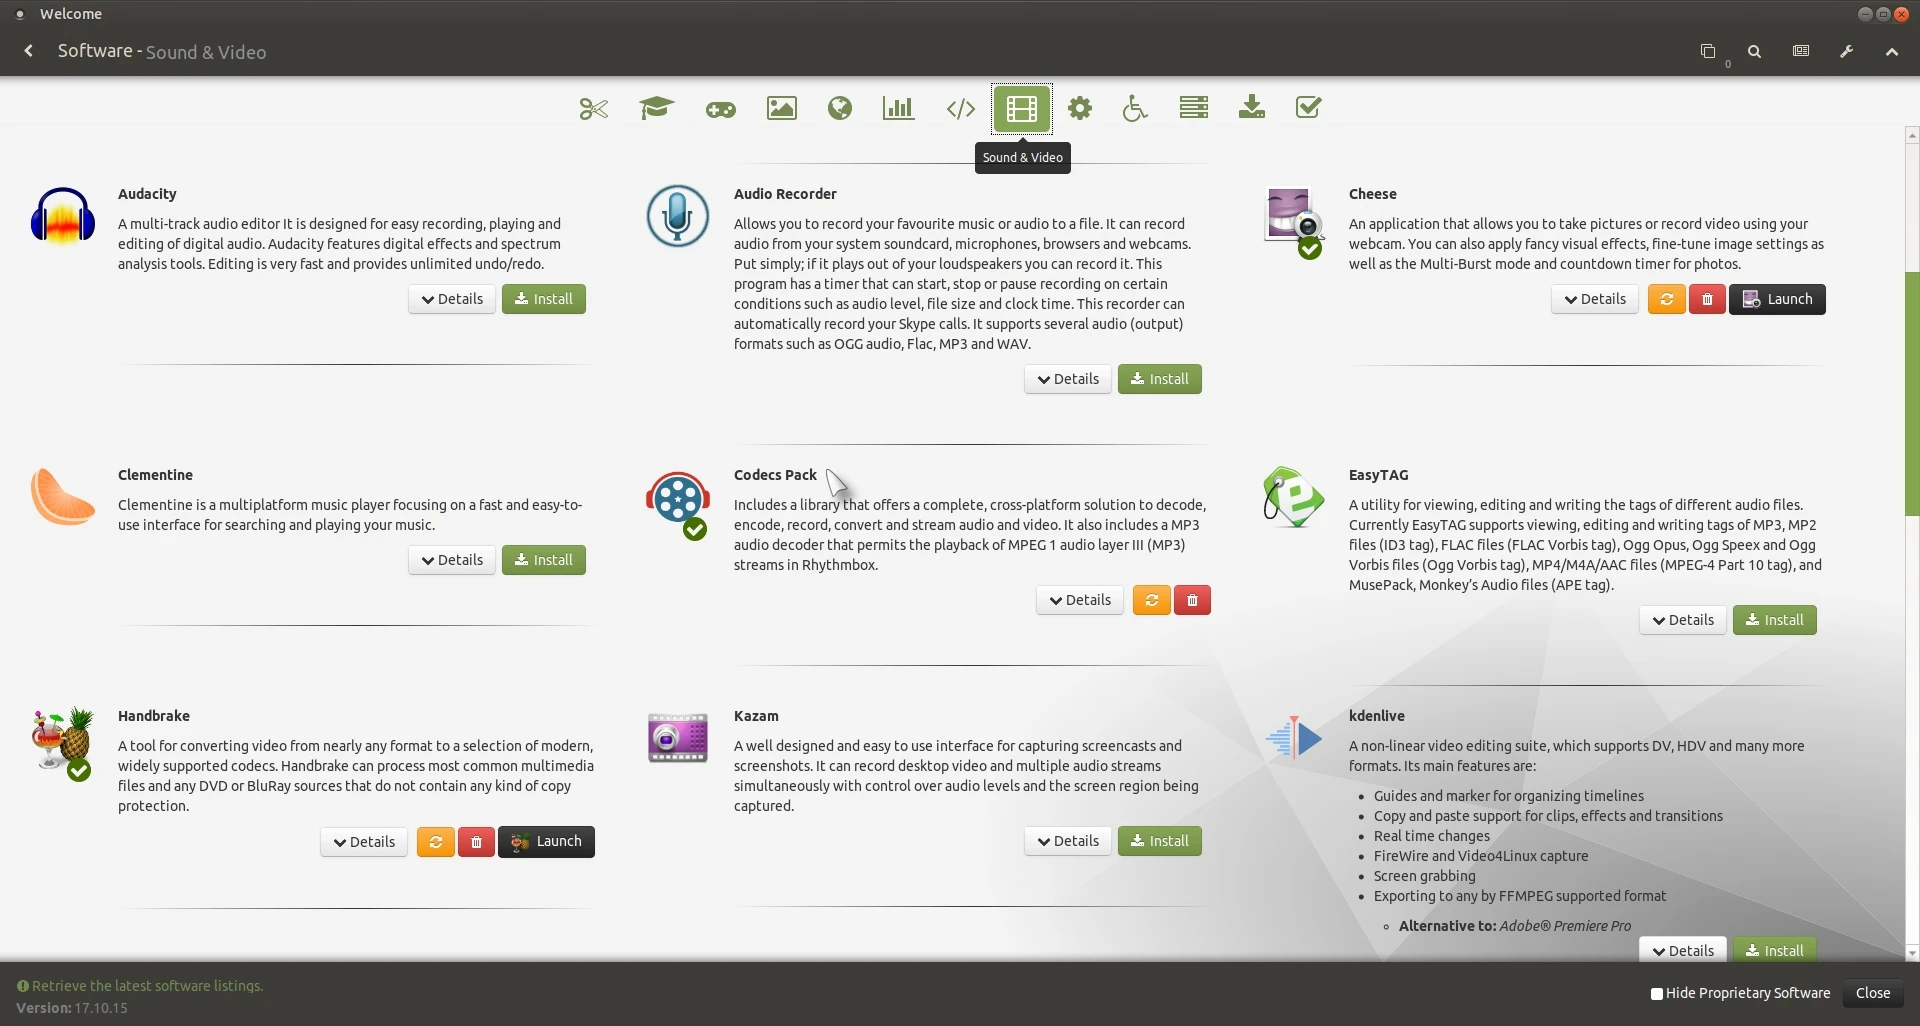 Welcome
Software - Sound & Video
0
Sound & Video
Audacity
A multi-track audio editor It is designed for easy recording, playing and
editing of digital audio. Audacity features digital effects and spectrum
analysis tools. Editing is very fast and provides unlimited undo/redo.
Details
Install
Audio Recorder
Allows you to record your favourite music or audio to a file. It can record
audio from your system soundcard, microphones, browsers and webcams.
Put simply; if it plays out of your loudspeakers you can record it. This
program has a timer that can start, stop or pause recording on certain
conditions such as audio level, file size and clock time. This recorder can
automatically record your Skype calls. It supports several audio (output)
formats such as OGG audio, Flac, MP3 and WAV.
Details
Install
Cheese
An application that allows you to take pictures or record video using your
webcam. You can also apply fancy visual effects, fine-tune image settings as
well as the Multi-Burst mode and countdown timer for photos.
Details
Launch
Clementine
Clementine is a multiplatform music player focusing on a fast and easy-to-
use interface for searching and playing your music.
Details
Install
Codecs Pack
Includes a library that offers a complete, cross-platform solution to decode,
encode, record, convert and stream audio and video. It also includes a MP3
audio decoder that permits the playback of MPEG 1 audio layer III (MP3)
streams in Rhythmbox.
Details
EasyTAG
A utility for viewing, editing and writing the tags of different audio files.
Currently EasyTAG supports viewing, editing and writing tags of MP3, MP2
files (ID3 tag), FLAC files (FLAC Vorbis tag), Ogg Opus, Ogg Speex and Ogg
Vorbis files (Ogg Vorbis tag), MP4/M4A/AAC files (MPEG-4 Part 10 tag), and
MusePack, Monkey's Audio files (APE tag).
Details
Install
Handbrake
A tool for converting video from nearly any format to a selection of modern,
widely supported codecs. Handbrake can process most common multimedia
files and any DVD or BluRay sources that do not contain any kind of copy
protection.
Details
Launch
Kazam
A well designed and easy to use interface for capturing screencasts and
screenshots. It can record desktop video and multiple audio streams
simultaneously with control over audio levels and the screen region being
captured.
Details
Install
kdenlive
A non-linear video editing suite, which supports DV, HDV and many more
formats. Its main features are:
• Guides and marker for organizing timelines
• Copy and paste support for clips, effects and transitions
• Real time changes
• FireWire and Video4Linux capture
• Screen grabbing
• Exporting to any by FFMPEG supported format
◦ Alternative to: Adobe® Premiere Pro
Details
Install
Retrieve the latest software listings.
Version: 17.10.15
Hide Proprietary Software
Close